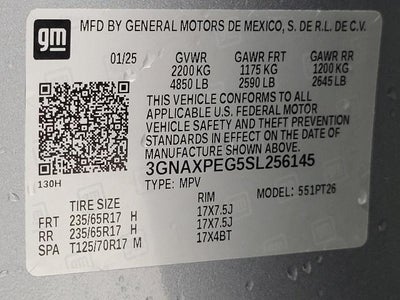 gm
MFD BY GENERAL MOTORS DE MEXICO, S. DE R.L. DE C.V.
01/25 GVWR GAWR FRT GAWR RR
2200 KG 1175 KG 1200 KG
4850 LB 2590 LB 2645 LB
THIS VEHICLE CONFORMS TO ALL
APPLICABLE U.S. FEDERAL MOTOR
VEHICLE SAFETY AND THEFT PREVENTION
STANDARDS IN EFFECT ON THE DATE OF
MANUFACTURE SHOWN ABOVE.
3GNAXPEG5SL256145
130H TYPE: MPV MODEL: 551PT26
TIRE SIZE RIM
FRT 235/65R17 H 17X7.5J
RR 235/65R17 H 17X7.5J
SPA T125/70R17 M 17X4BT